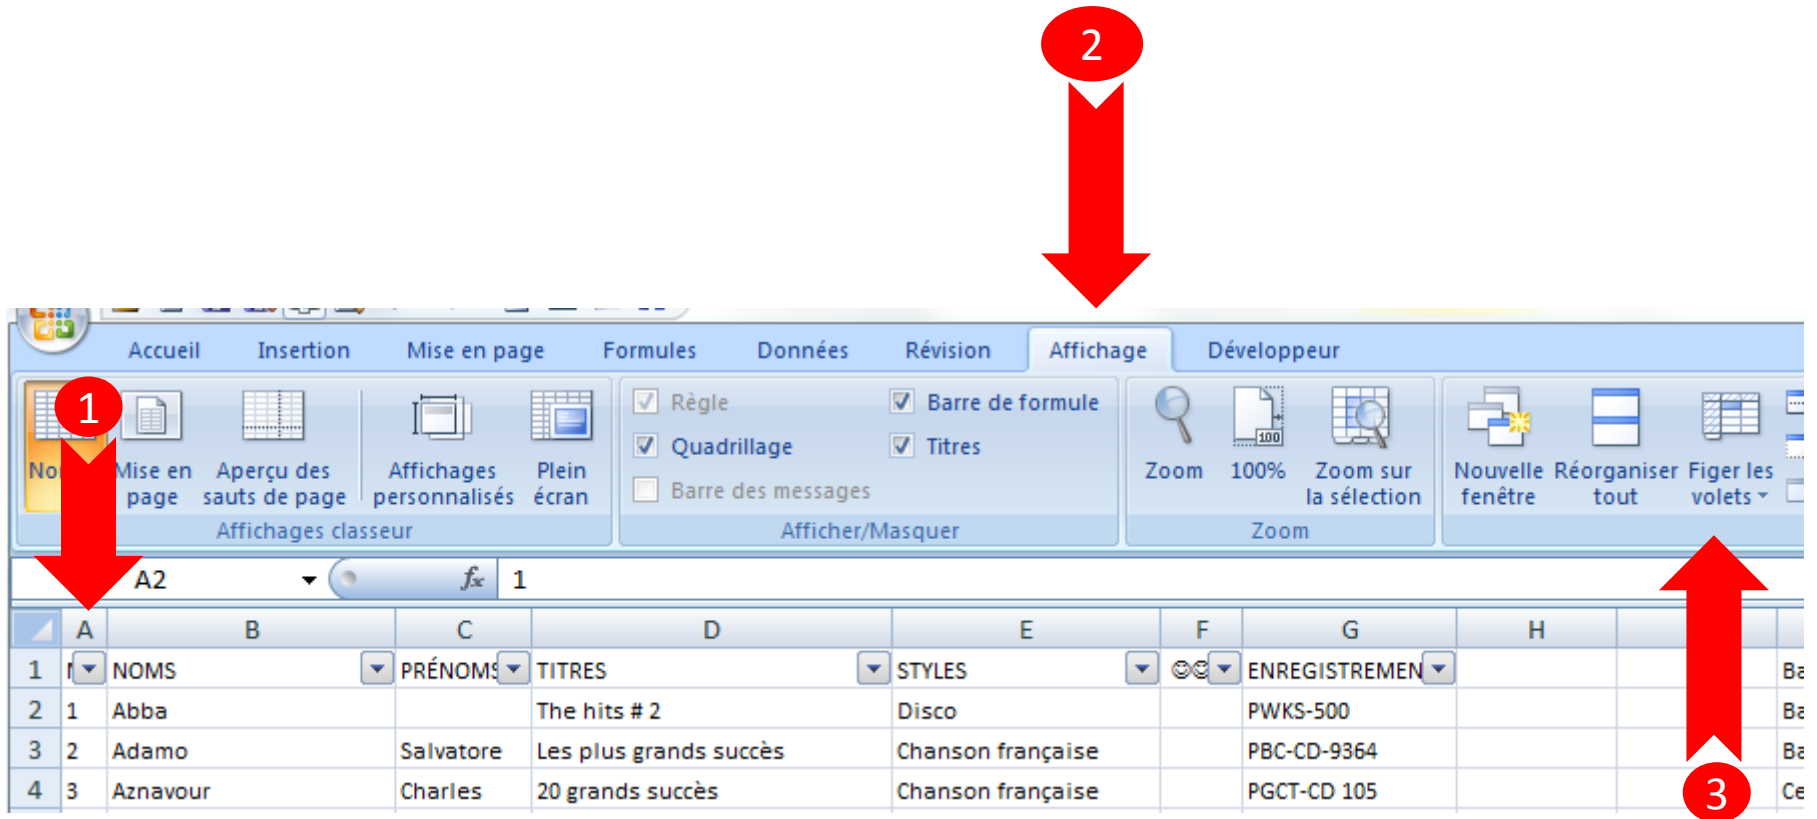 2
Accueil Insertion Mise en page Formules Données Révision Affichage Développeur
1
Règle Barre de formule
Quadrillage Titres
Barre des messages
100
Mise en page
Aperçu des sauts de page
Affichages personnalisés
Plein écran
Zoom
100%
Zoom sur la sélection
Nouvelle fenêtre
Réorganiser tout
Figer les volets
Affichages classeur Afficher/Masquer Zoom
A2 fx 1
A B C D E F G H
1 NOMS PRÉNOMS TITRES STYLES ☺☺ ENREGISTREMEN
2 1 Abba The hits # 2 Disco PWKS-500
3 2 Adamo Salvatore Les plus grands succès Chanson française PBC-CD-9364
4 3 Aznavour Charles 20 grands succès Chanson française PGCT-CD 105
3